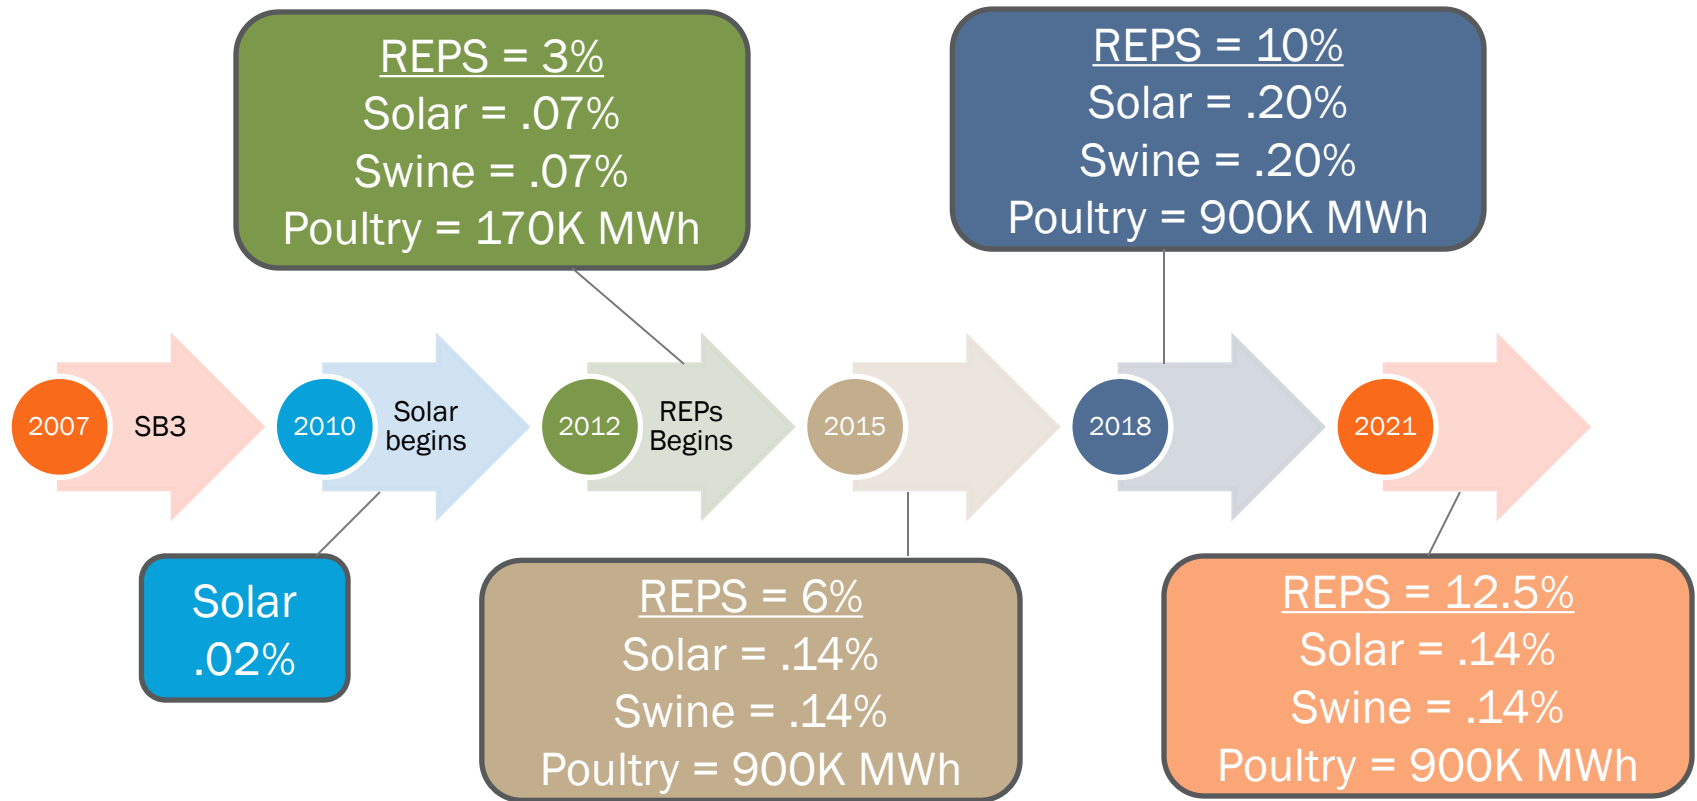 REPS = 3%
Solar = .07%
Swine = .07%
Poultry = 170K MWh
REPS = 10%
Solar = .20%
Swine = .20%
Poultry = 900K MWh
2007
SB3
2010
Solar
begins
2012
REPs
Begins
2015
2018
2021
Solar
.02%
REPS = 6%
Solar = .14%
Swine = .14%
Poultry = 900K MWh
REPS = 12.5%
Solar = .14%
Swine = .14%
Poultry = 900K MWh